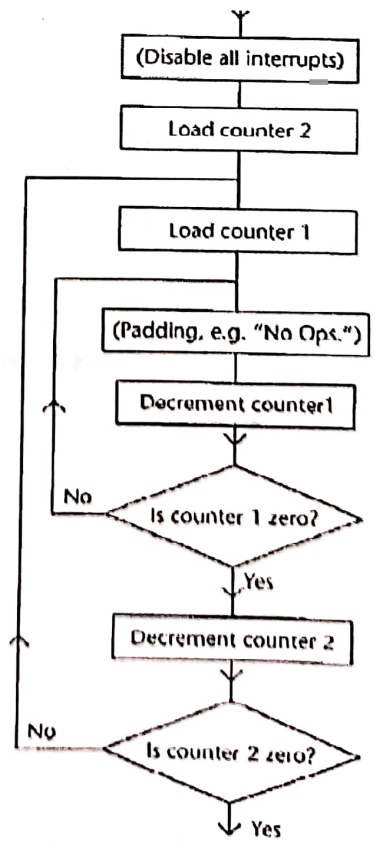 (Disable all interrupts)
Load counter 2
Load counter 1
(Padding, e.g. "No Ops.")
Decrement counter1
Is counter 1 zero?
No
Yes
Decrement counter 2
Is counter 2 zero?
No
Yes